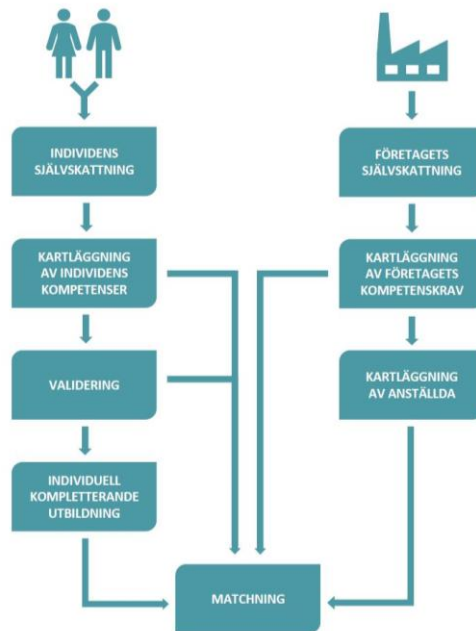 INDIVIDENS
SJÄLVSKATTNING
KARTLÄGGNING
AV INDIVIDENS
KOMPETENSER
VALIDERING
INDIVIDUELL
KOMPLETTERANDE
UTBILDNING
FÖRETAGETS
SJÄLVSKATTNING
KARTLÄGGNING
AV FÖRETAGETS
KOMPETENSKRAV
KARTLÄGGNING
AV ANSTÄLLDA
MATCHNING